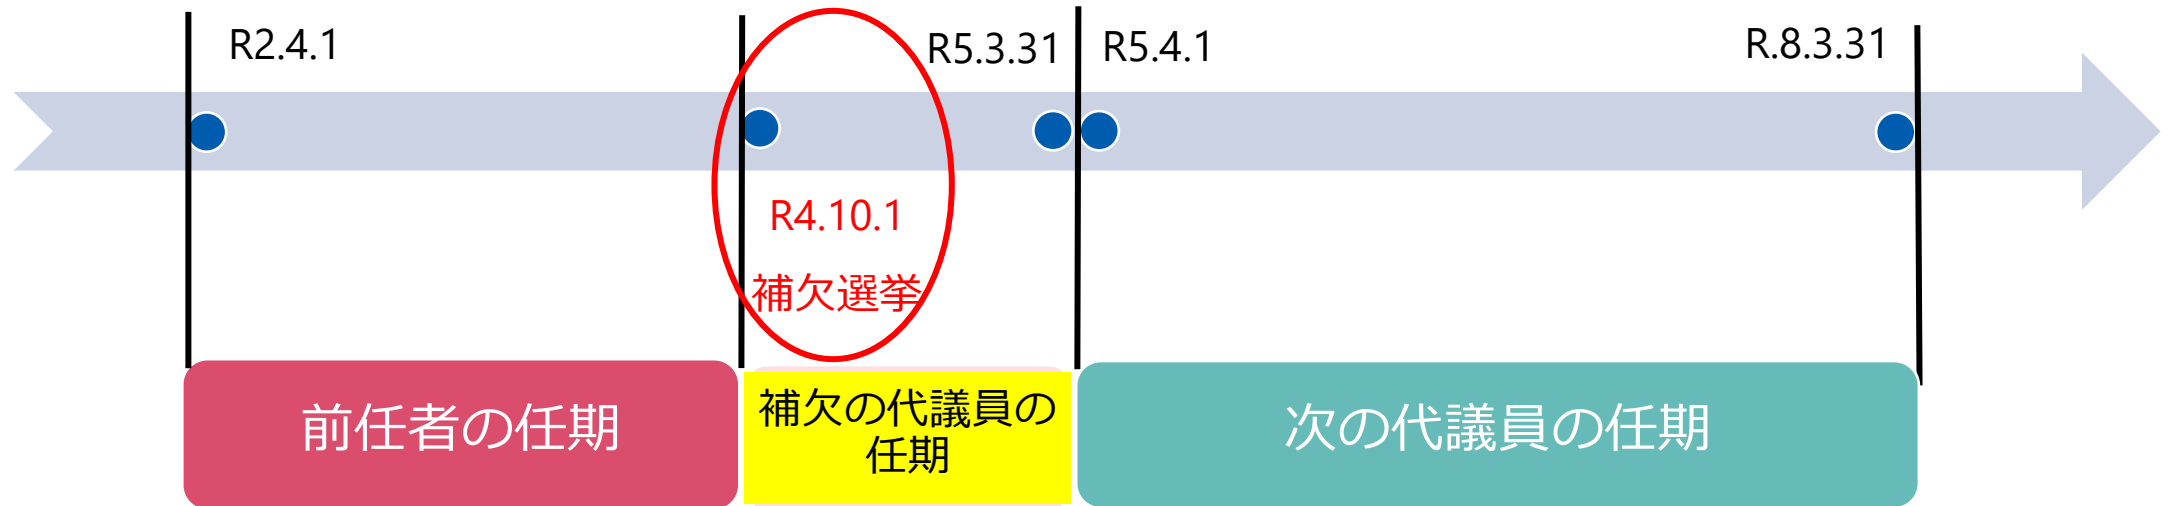 R2.4.1
R5.3.31
R5.4.1
R.8.3.31
R4.10.1
補欠選挙
前任者の任期
補欠の代議員の
任期
次の代議員の任期